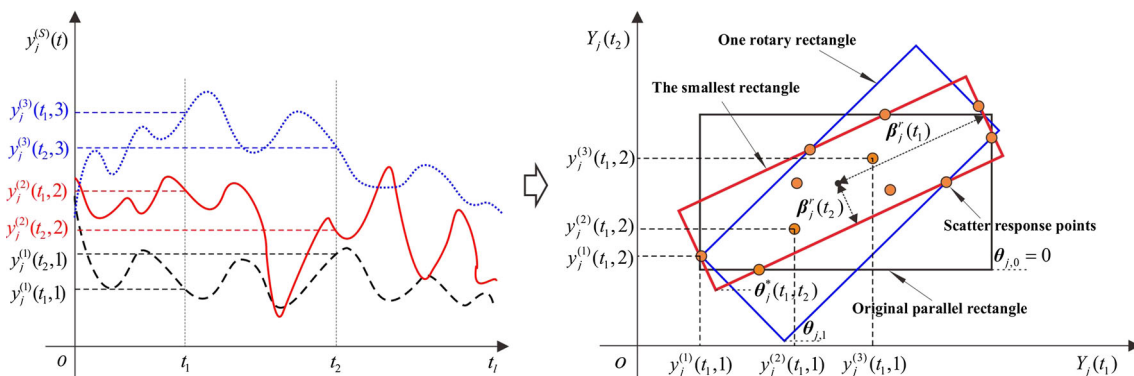 y_j^{(S)}(t)
y_j^{(3)}(t_1,3)
y_j^{(3)}(t_2,3)
y_j^{(2)}(t_1,2)
y_j^{(2)}(t_2,2)
y_j^{(1)}(t_2,1)
y_j^{(1)}(t_1,1)
o
t_1
t_2
t_l
Y_j(t_2)
One rotary rectangle
The smallest rectangle
β_j^r(t_1)
y_j^{(3)}(t_1,2)
β_j^r(t_2)
y_j^{(2)}(t_1,2)
Scatter response points
y_j^{(1)}(t_1,2)
θ_{j,0} = 0
θ_j^*(t_1,t_2)
Original parallel rectangle
θ_{j,1}
o
y_j^{(1)}(t_1,1)
y_j^{(2)}(t_1,1)
y_j^{(3)}(t_1,1)
Y_j(t_1)